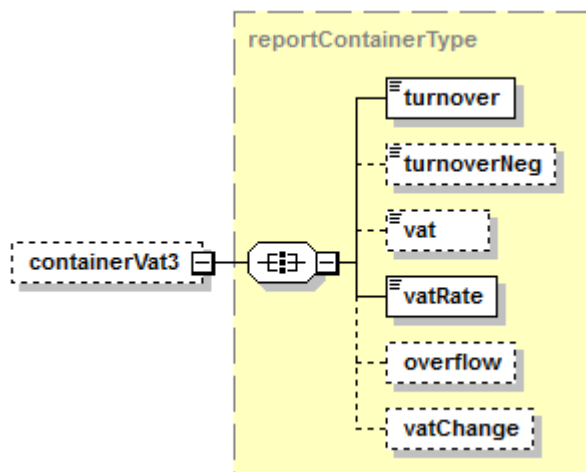 reportContainerType
turnover
turnoverNeg
vat
containerVat3
vatRate
overflow
vatChange